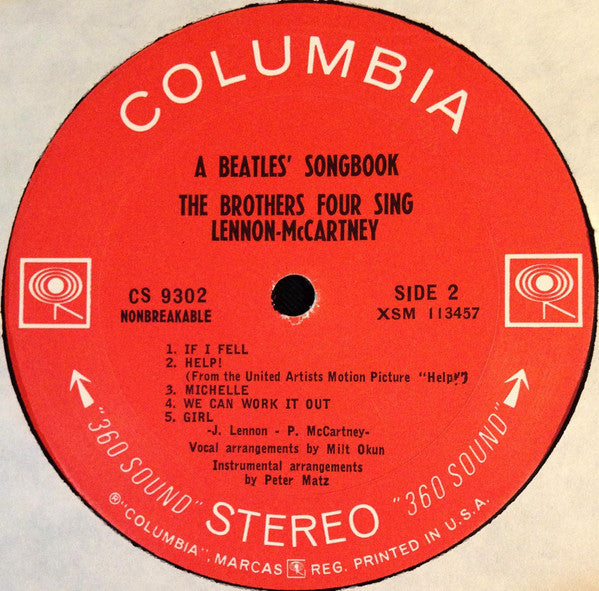 COLUMBIA
A BEATLES' SONGBOOK
THE BROTHERS FOUR SING
LENNON-McCARTNEY
CS 9302
NONBREAKABLE
SIDE 2
XSM 113457
1. IF I FELL
2. HELP!
(From the United Artists Motion Picture "Help!")
3. MICHELLE
4. WE CAN WORK IT OUT
5. GIRL
-J. Lennon - P. McCartney-
Vocal arrangements by Milt Okun
Instrumental arrangements
by Peter Matz
"360 SOUND" STEREO "360 SOUND"
®"COLUMBIA", MARCAS REG. PRINTED IN U.S.A.